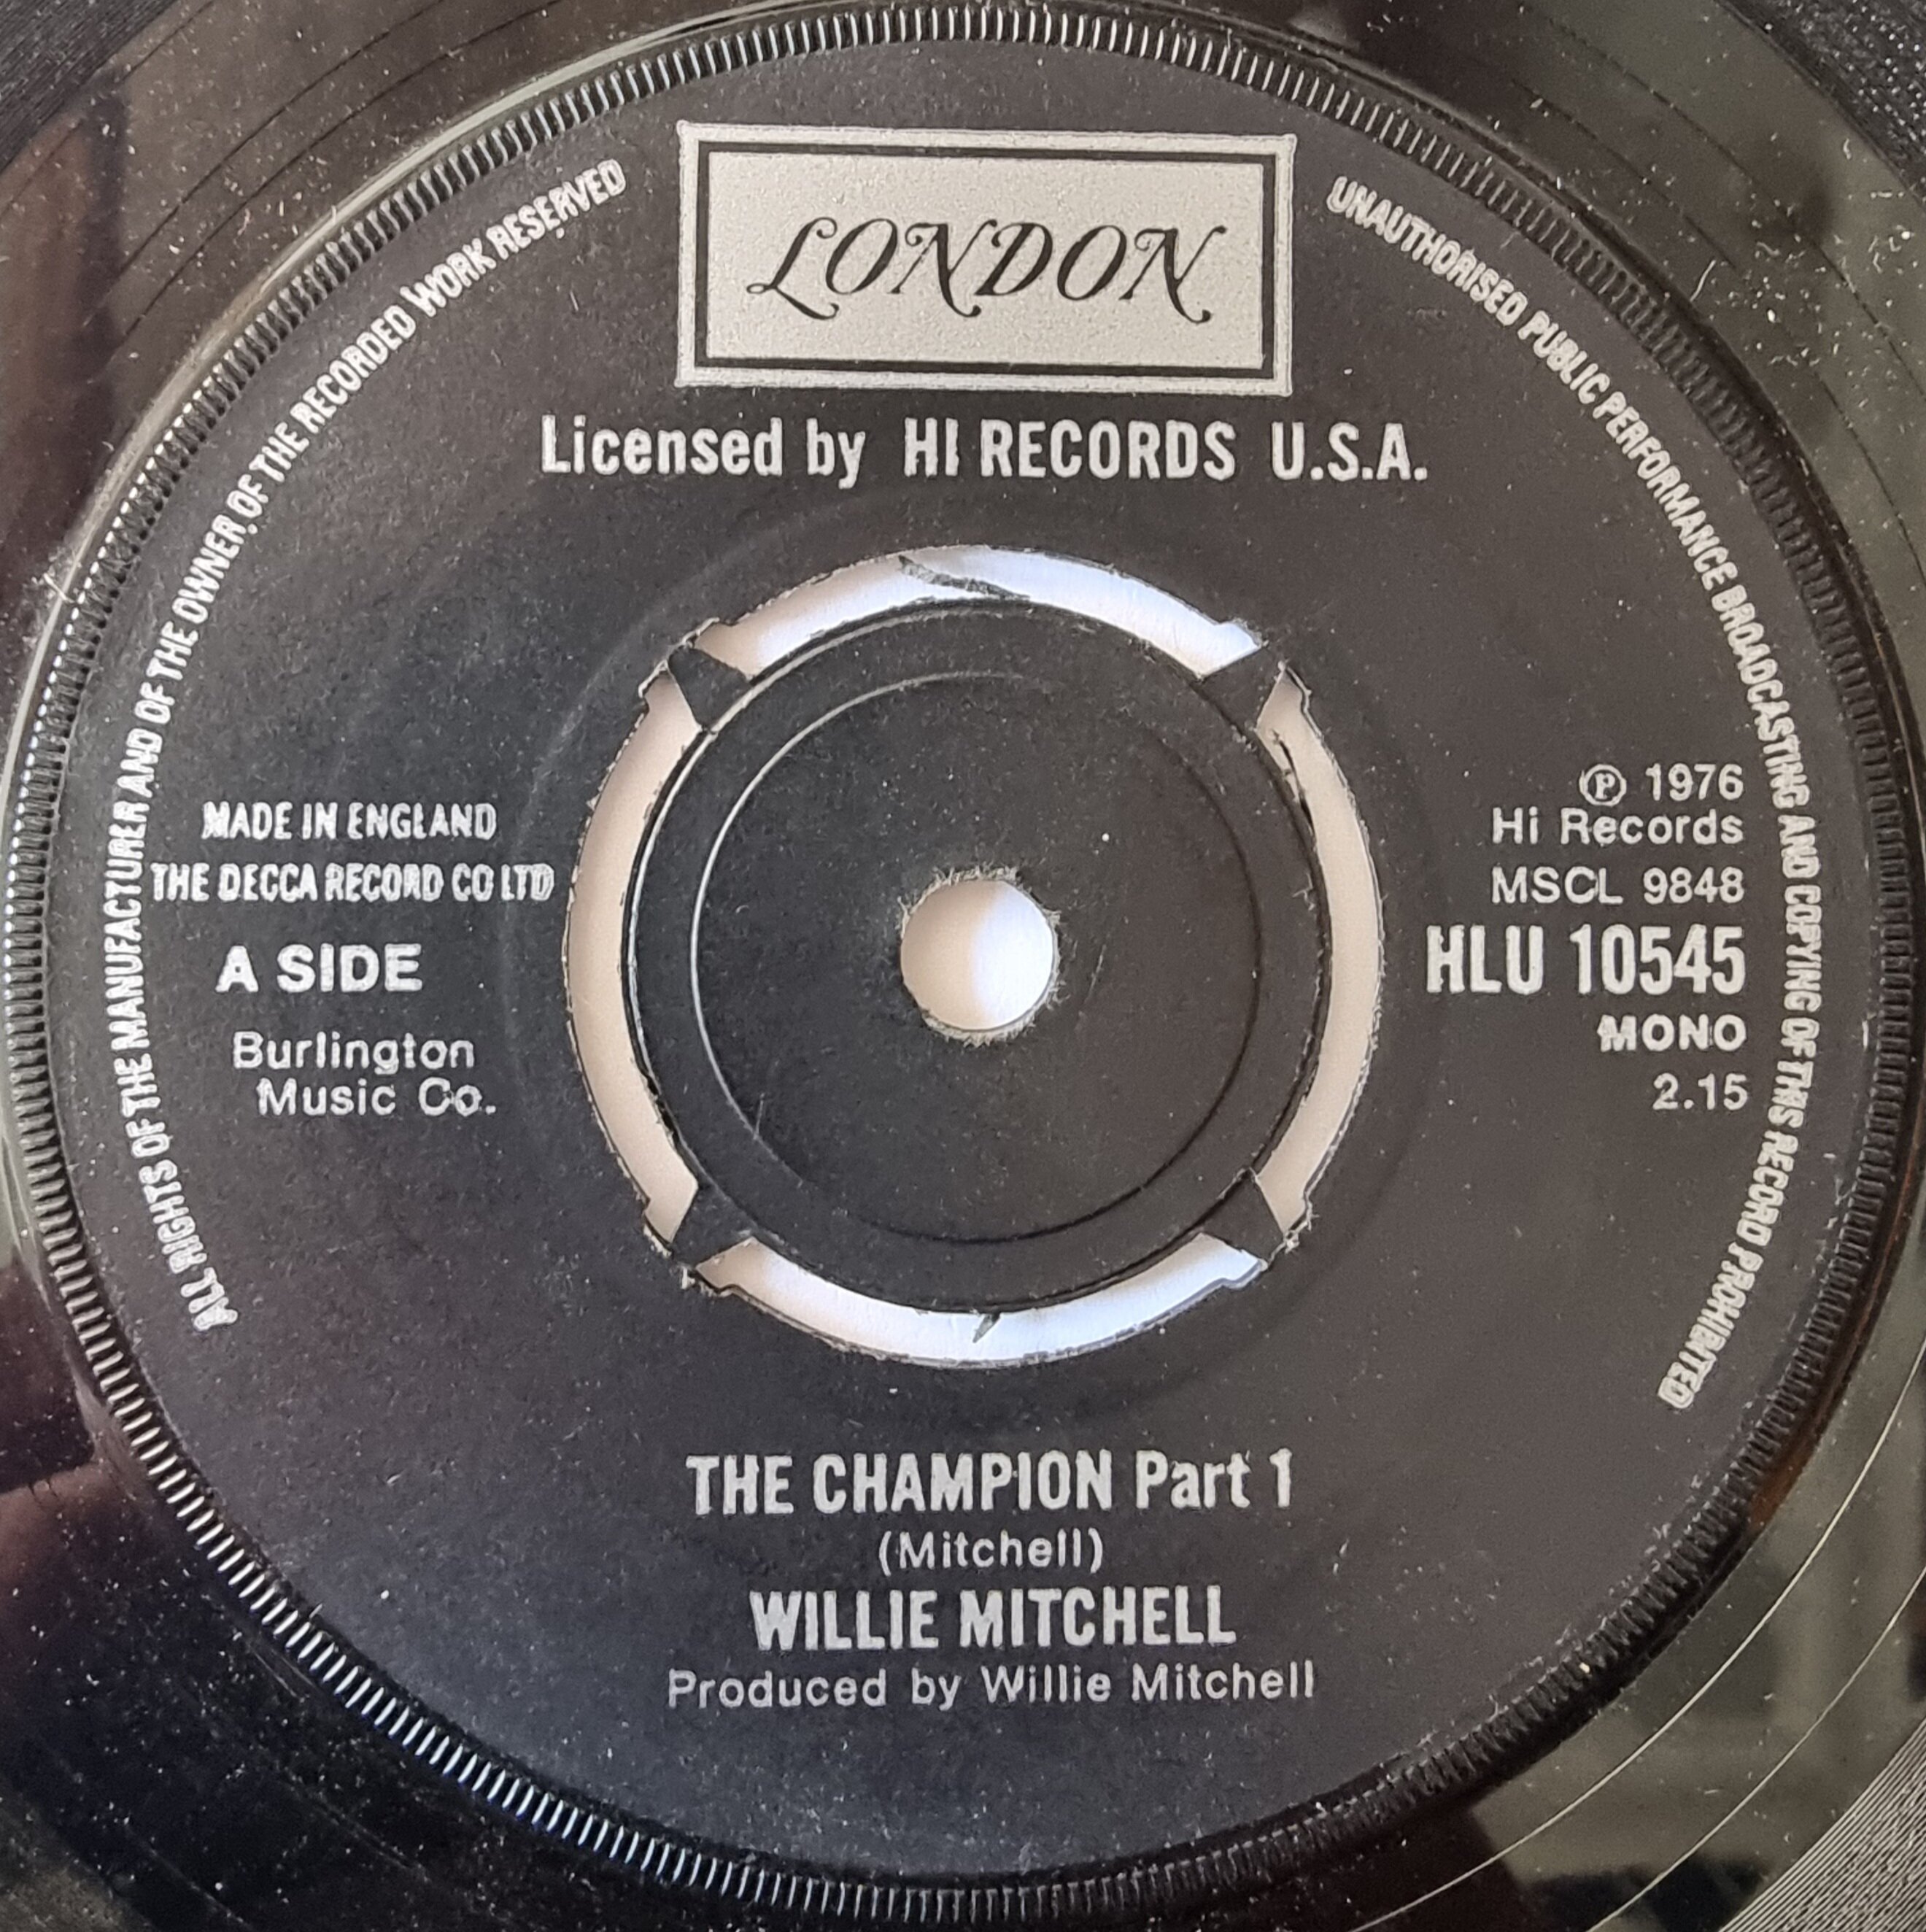 LONDON
Licensed by HI RECORDS U.S.A.
ALL RIGHTS OF THE MANUFACTURER AND OF THE OWNER OF THE RECORDED WORK RESERVED
UNAUTHORISED PUBLIC PERFORMANCE BROADCASTING AND COPYING OF THIS RECORD PROHIBITED
MADE IN ENGLAND
THE DECCA RECORD CO LTD
A SIDE
Burlington
Music Co.
Ⓟ 1976
Hi Records
MSCL 9848
HLU 10545
MONO
2.15
THE CHAMPION Part 1
(Mitchell)
WILLIE MITCHELL
Produced by Willie Mitchell